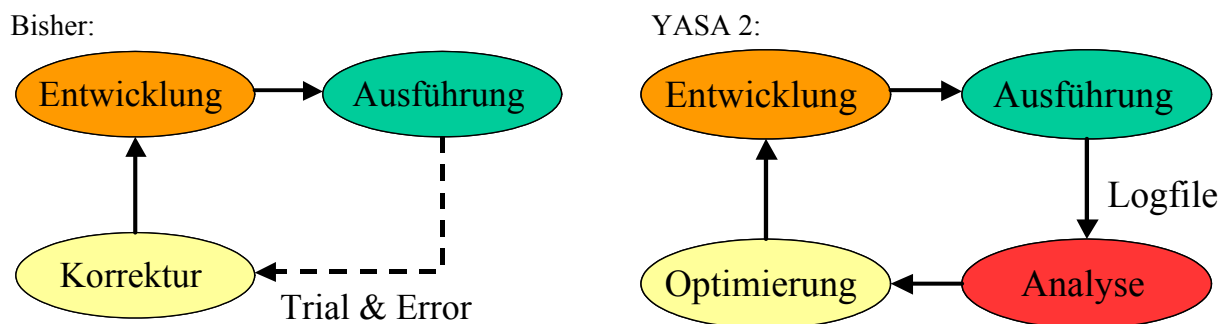 Bisher:
Entwicklung
Ausführung
Korrektur
Trial & Error
YASA 2:
Entwicklung
Ausführung
Logfile
Optimierung
Analyse